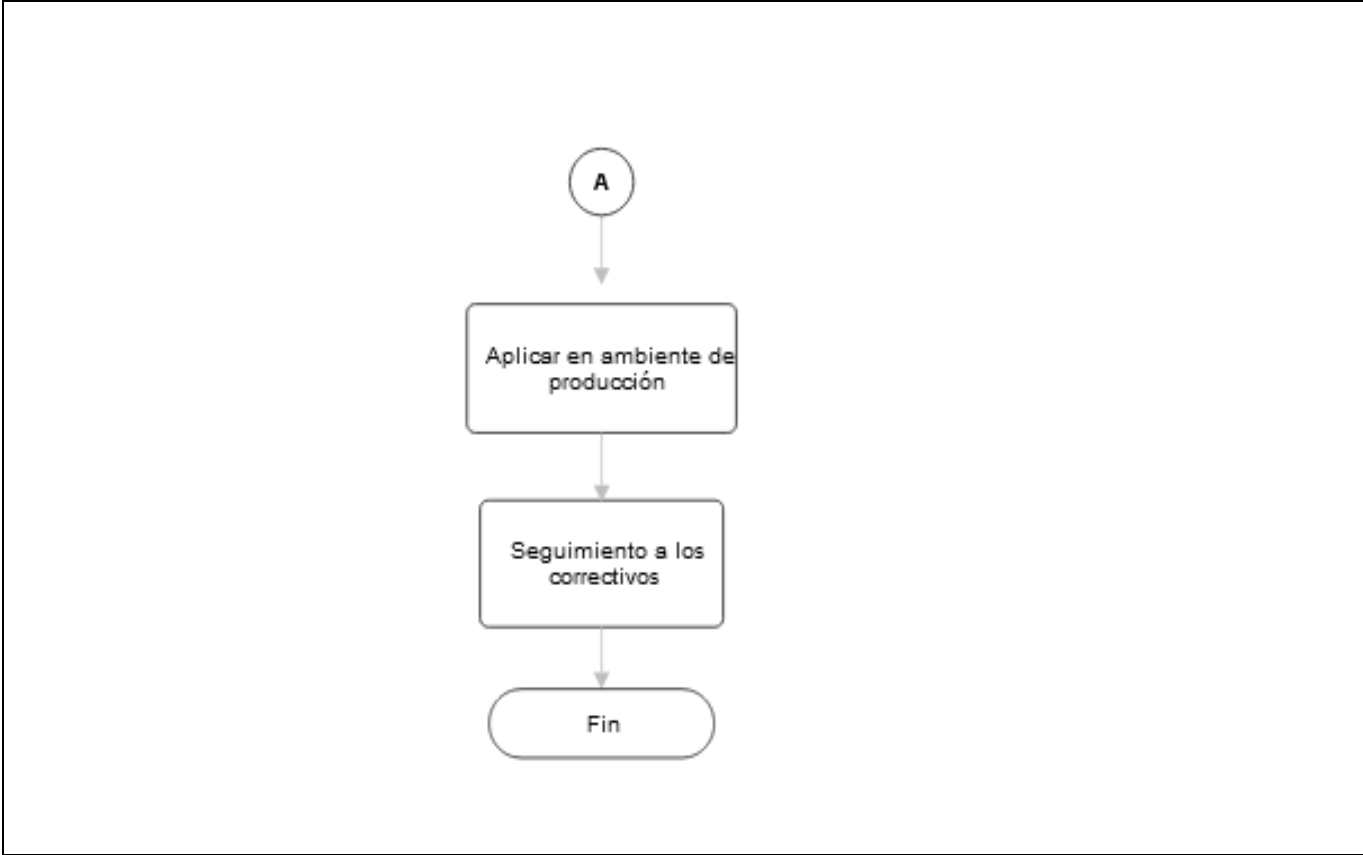 A
Aplicar en ambiente de
producción
Seguimiento a los
correctivos
Fin